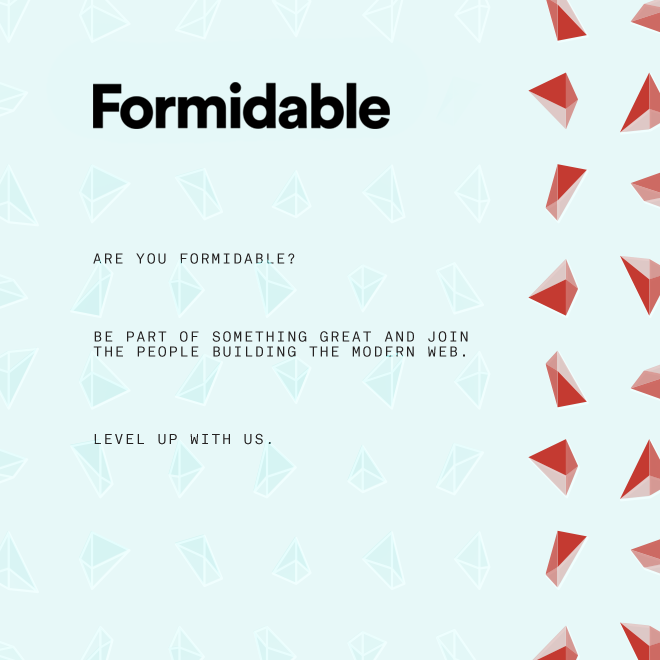 Formidable
ARE YOU FORMIDABLE?
BE PART OF SOMETHING GREAT AND JOIN
THE PEOPLE BUILDING THE MODERN WEB.
LEVEL UP WITH US.